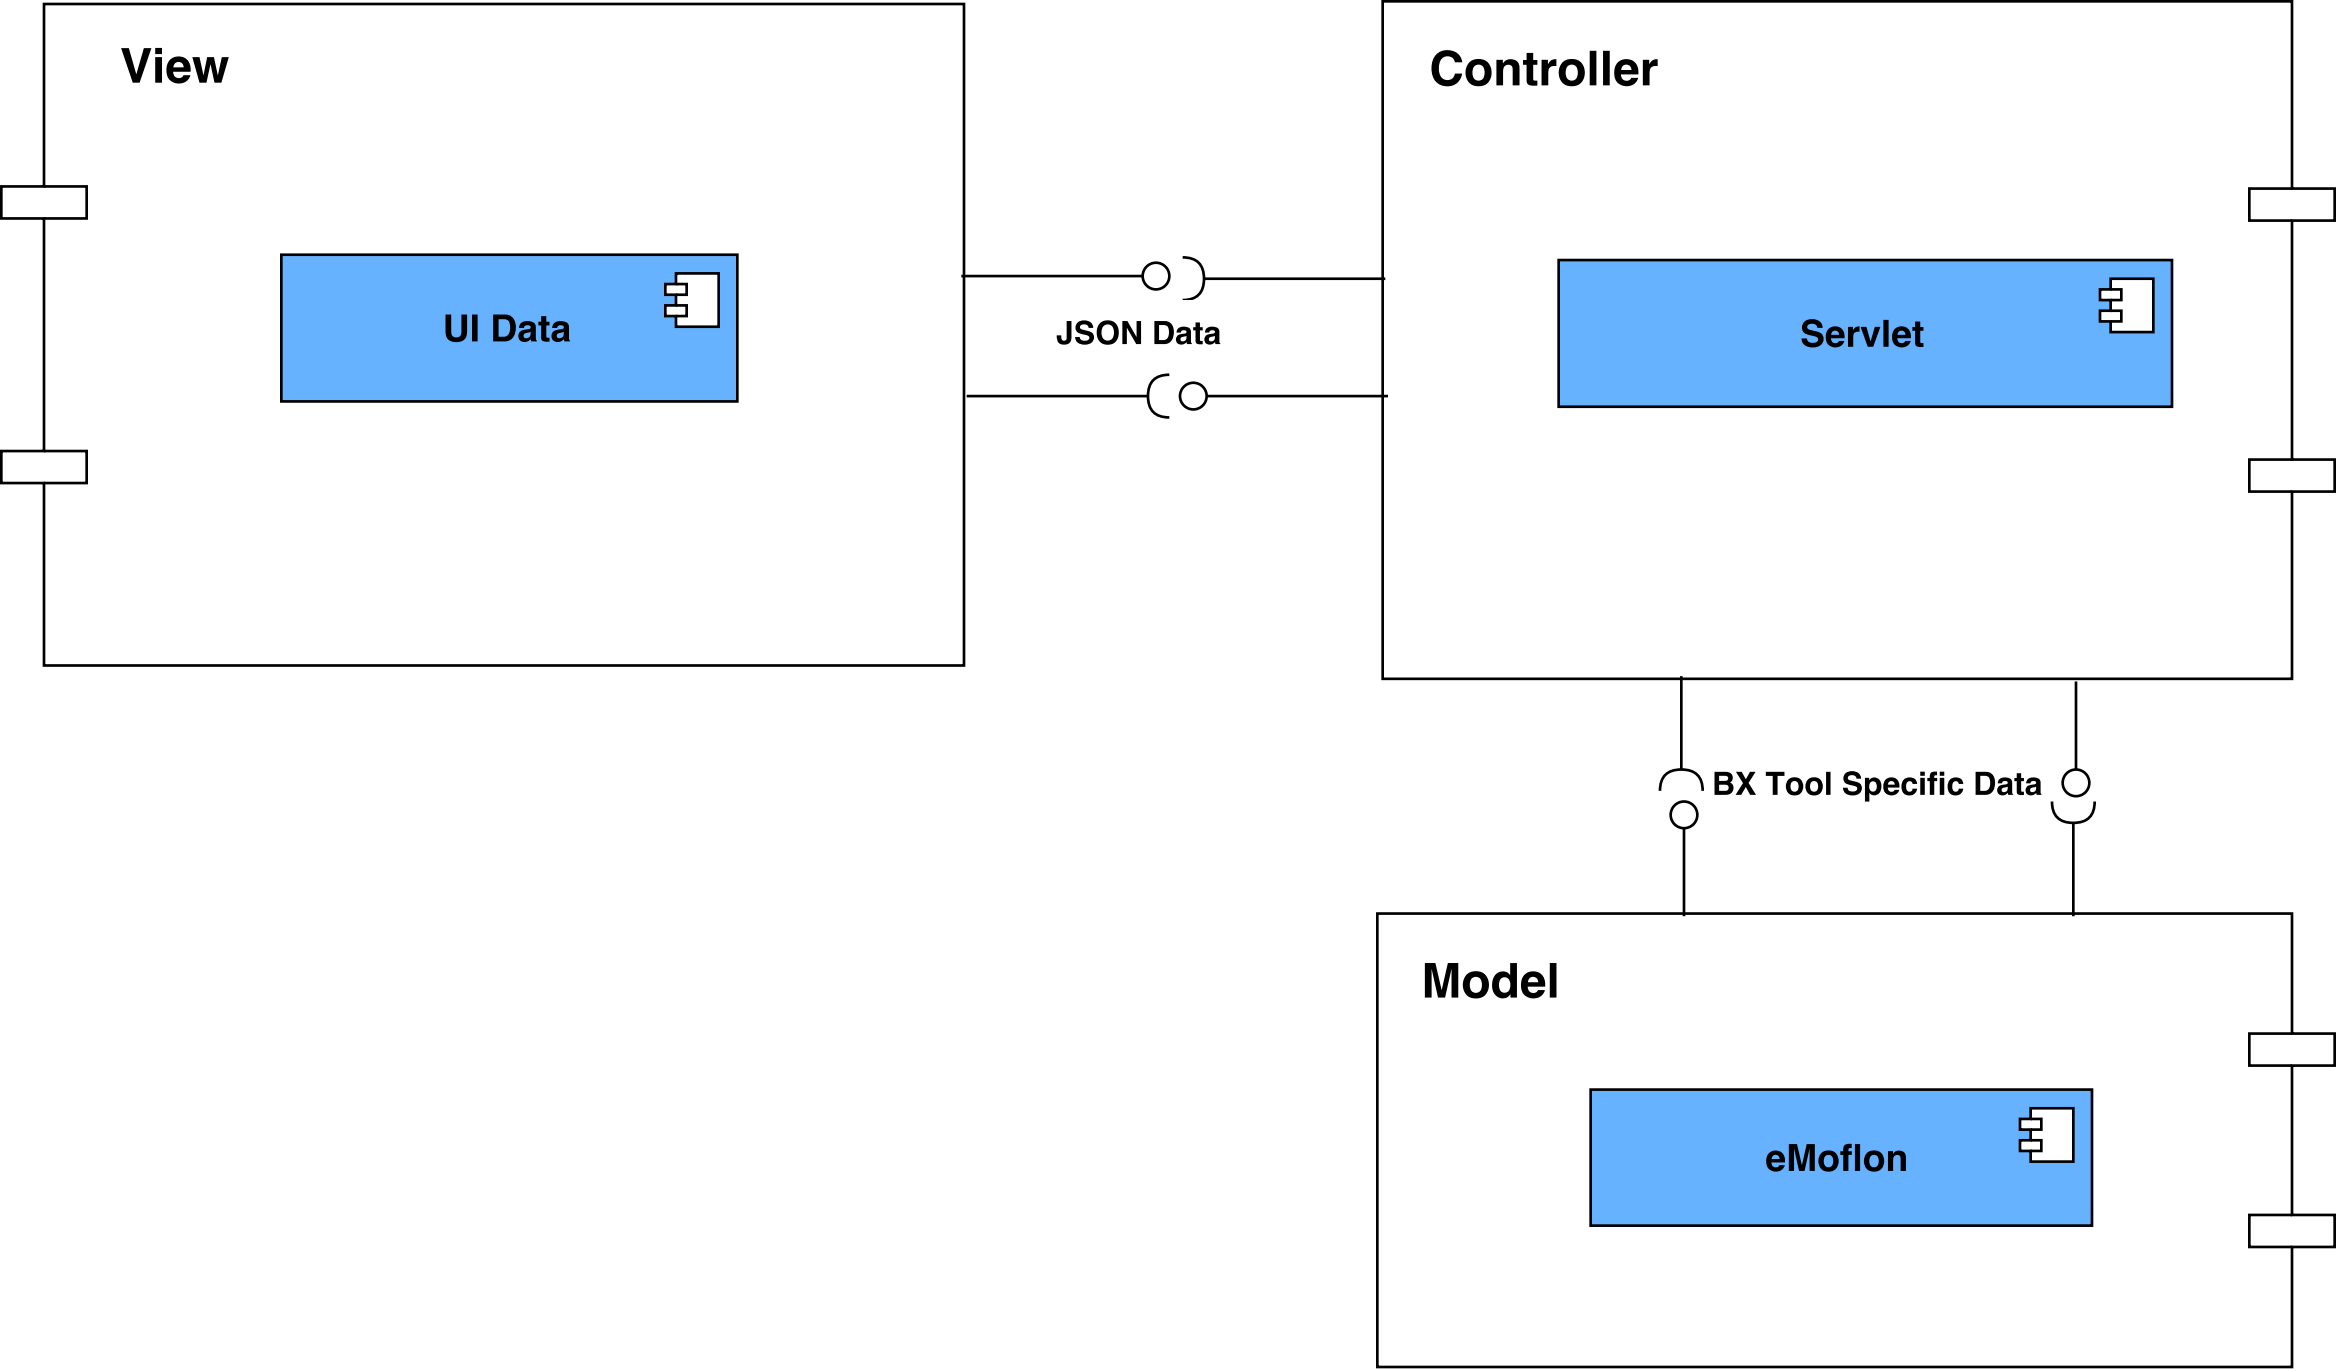 View
Controller
UI Data
JSON Data
Servlet
BX Tool Specific Data
Model
eMoflon